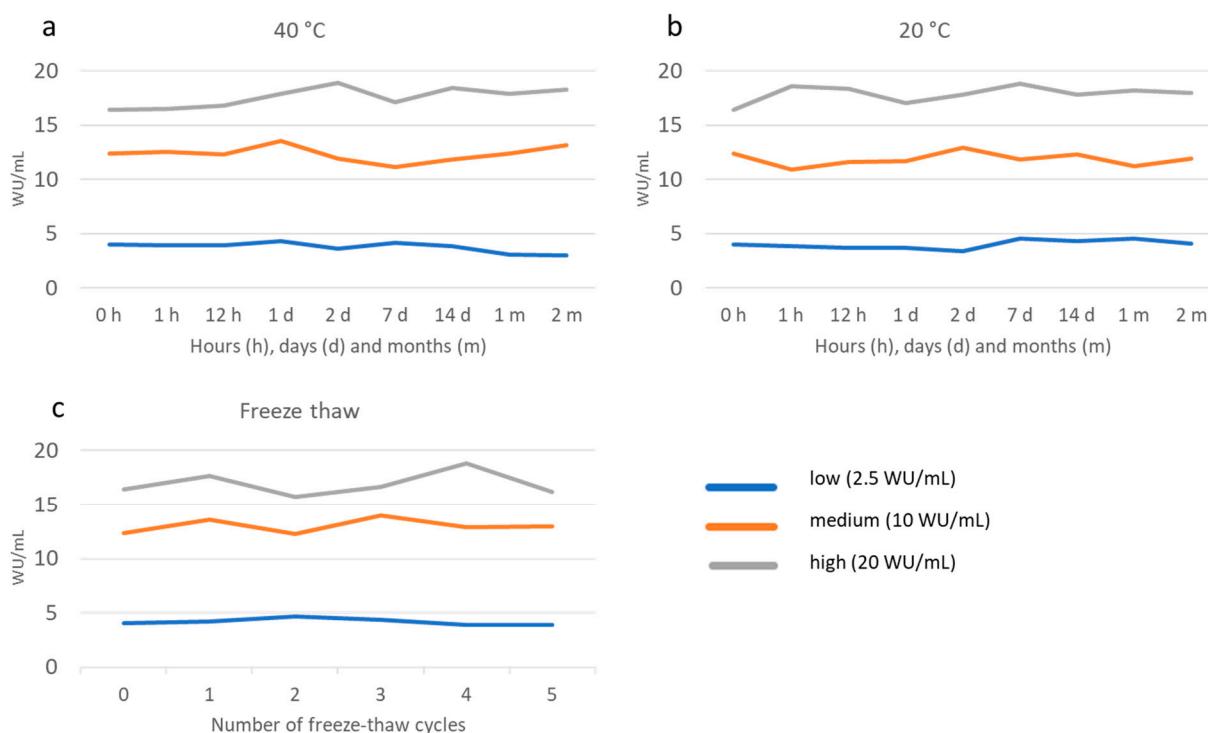 a
40 °C
20
15
10
5
0
WU/mL
0 h 1 h 12 h 1 d 2 d 7 d 14 d 1 m 2 m
Hours (h), days (d) and months (m)
b
20 °C
20
15
10
5
0
WU/mL
0 h 1 h 12 h 1 d 2 d 7 d 14 d 1 m 2 m
Hours (h), days (d) and months (m)
c
Freeze thaw
20
15
10
5
0
WU/mL
0 1 2 3 4 5
Number of freeze-thaw cycles
low (2.5 WU/mL)
medium (10 WU/mL)
high (20 WU/mL)